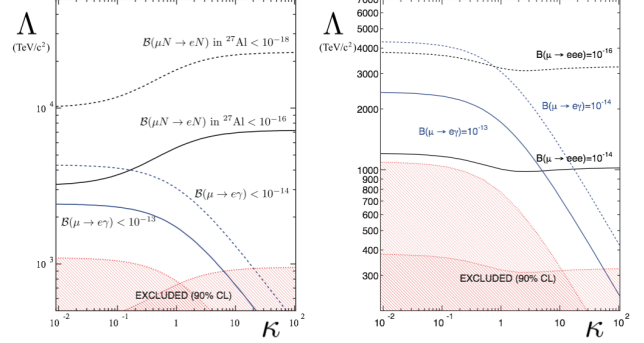 Λ
(TeV/c²)
B(μN → eN) in ²⁷Al < 10⁻¹⁸
10⁴
B(μN → eN) in ²⁷Al < 10⁻¹⁶
B(μ → eγ) < 10⁻¹⁴
B(μ → eγ) < 10⁻¹³
10³
EXCLUDED (90% CL)
10⁻² 10⁻¹ 1 10 10²
κ
Λ
(TeV/c²)
7000
6000
5000
4000
3000
2000
1000
900
800
700
600
500
400
300
B(μ → eee)=10⁻¹⁶
B(μ → eγ)=10⁻¹⁴
B(μ → eγ)=10⁻¹³
B(μ → eee)=10⁻¹⁴
EXCLUDED (90% CL)
10⁻² 10⁻¹ 1 10 10²
κ